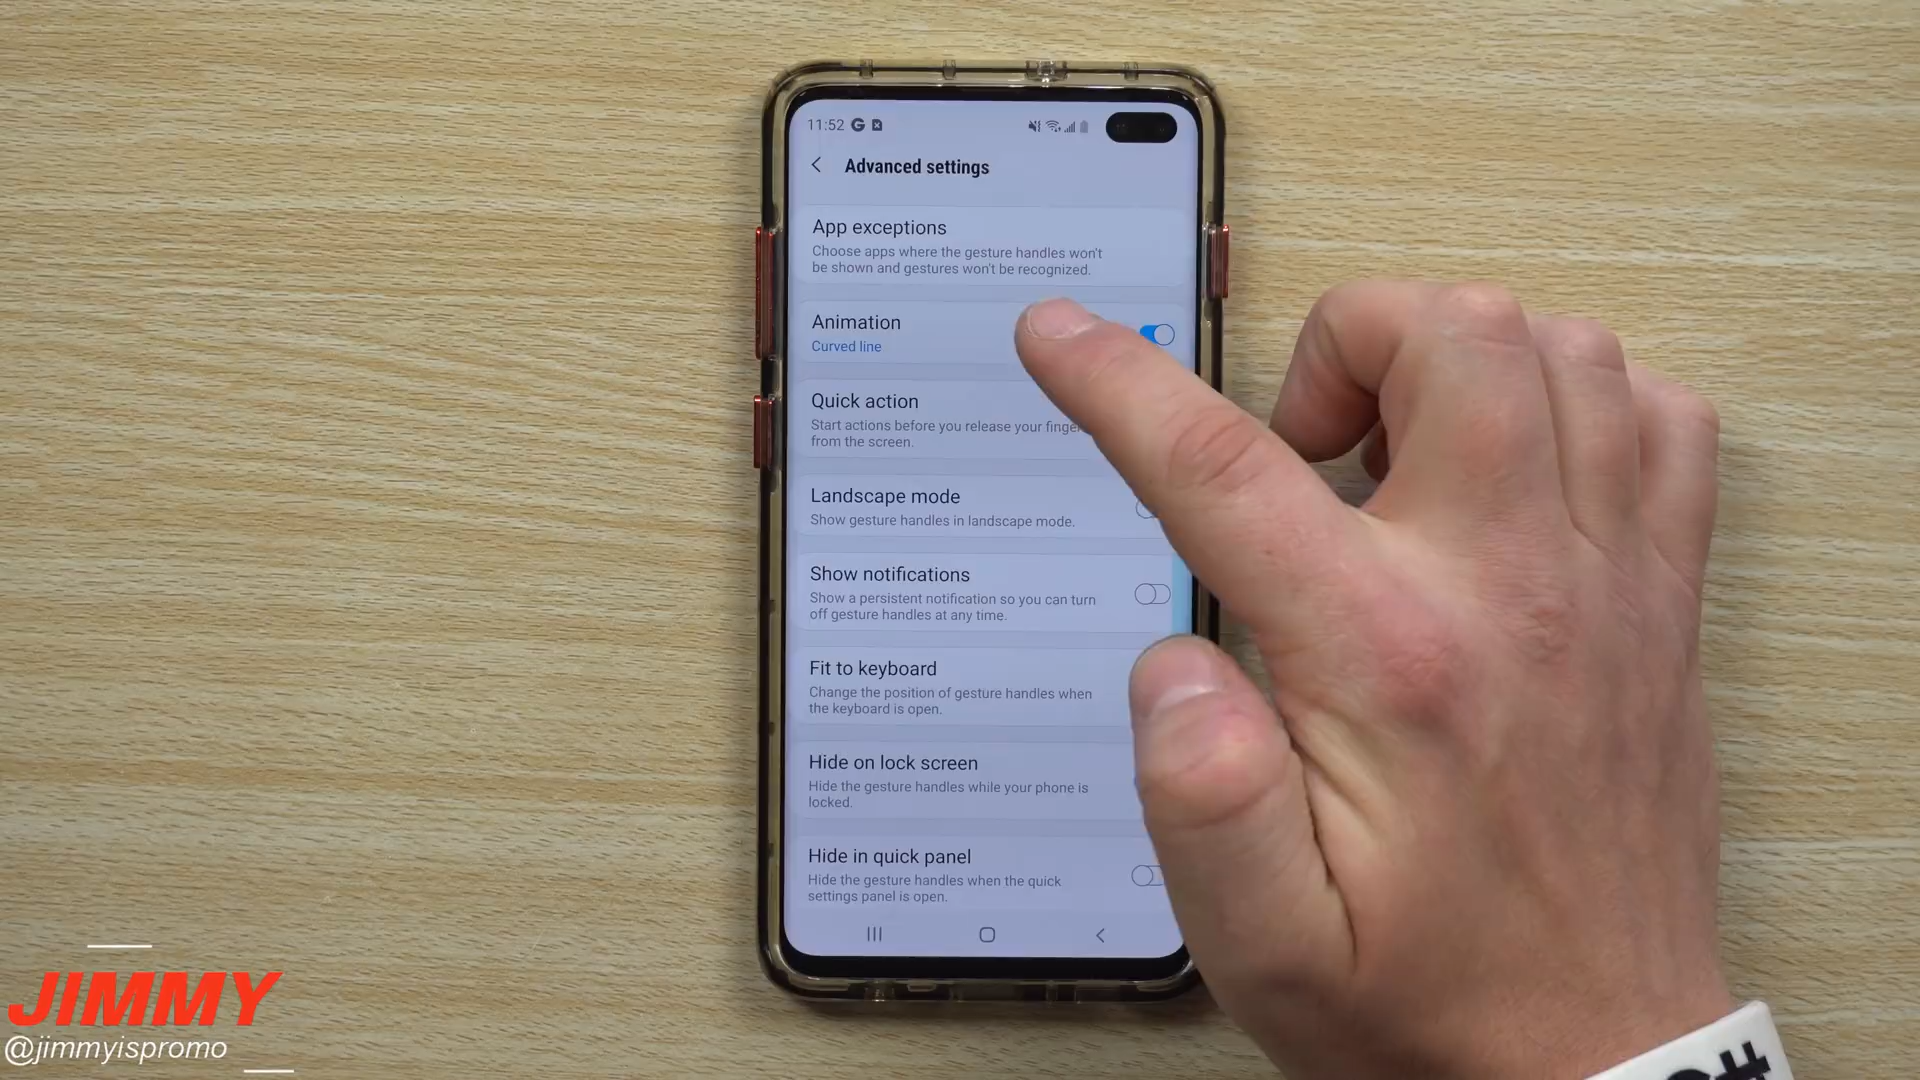 11:52
Advanced settings
App exceptions
Choose apps where the gesture handles won't
be shown and gestures won't be recognized.
Animation
Curved line
Quick action
Start actions before you release your finger
from the screen.
Landscape mode
Show gesture handles in landscape mode.
Show notifications
Show a persistent notification so you can turn
off gesture handles at any time.
Fit to keyboard
Change the position of gesture handles when
the keyboard is open.
Hide on lock screen
Hide the gesture handles while your phone is
locked.
Hide in quick panel
Hide the gesture handles when the quick
settings panel is open.
JIMMY
@jimmyispromo